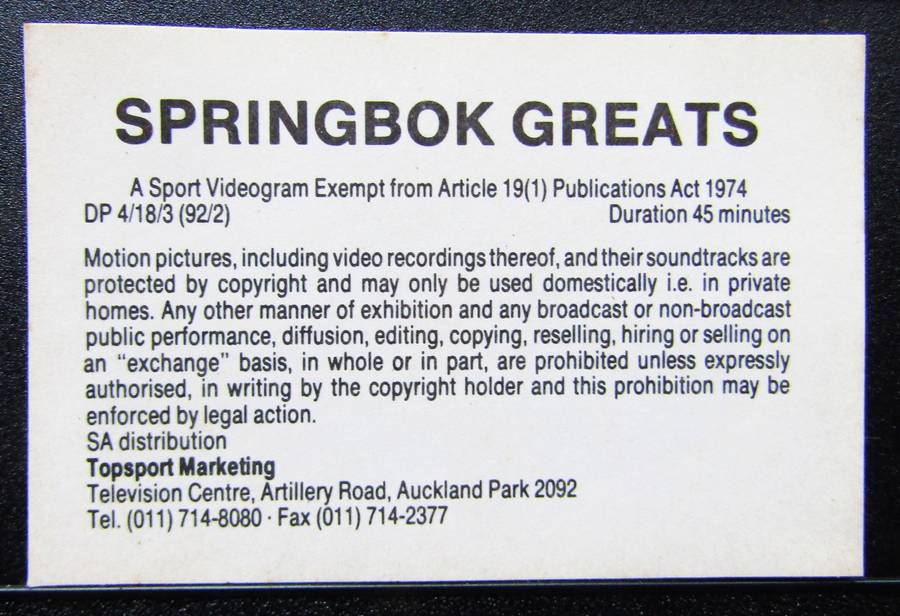 SPRINGBOK GREATS
A Sport Videogram Exempt from Article 19(1) Publications Act 1974
DP 4/18/3 (92/2) Duration 45 minutes
Motion pictures, including video recordings thereof, and their soundtracks are
protected by copyright and may only be used domestically i.e. in private
homes. Any other manner of exhibition and any broadcast or non-broadcast
public performance, diffusion, editing, copying, reselling, hiring or selling on
an “exchange” basis, in whole or in part, are prohibited unless expressly
authorised, in writing by the copyright holder and this prohibition may be
enforced by legal action.
SA distribution
Topsport Marketing
Television Centre, Artillery Road, Auckland Park 2092
Tel. (011) 714-8080 · Fax (011) 714-2377